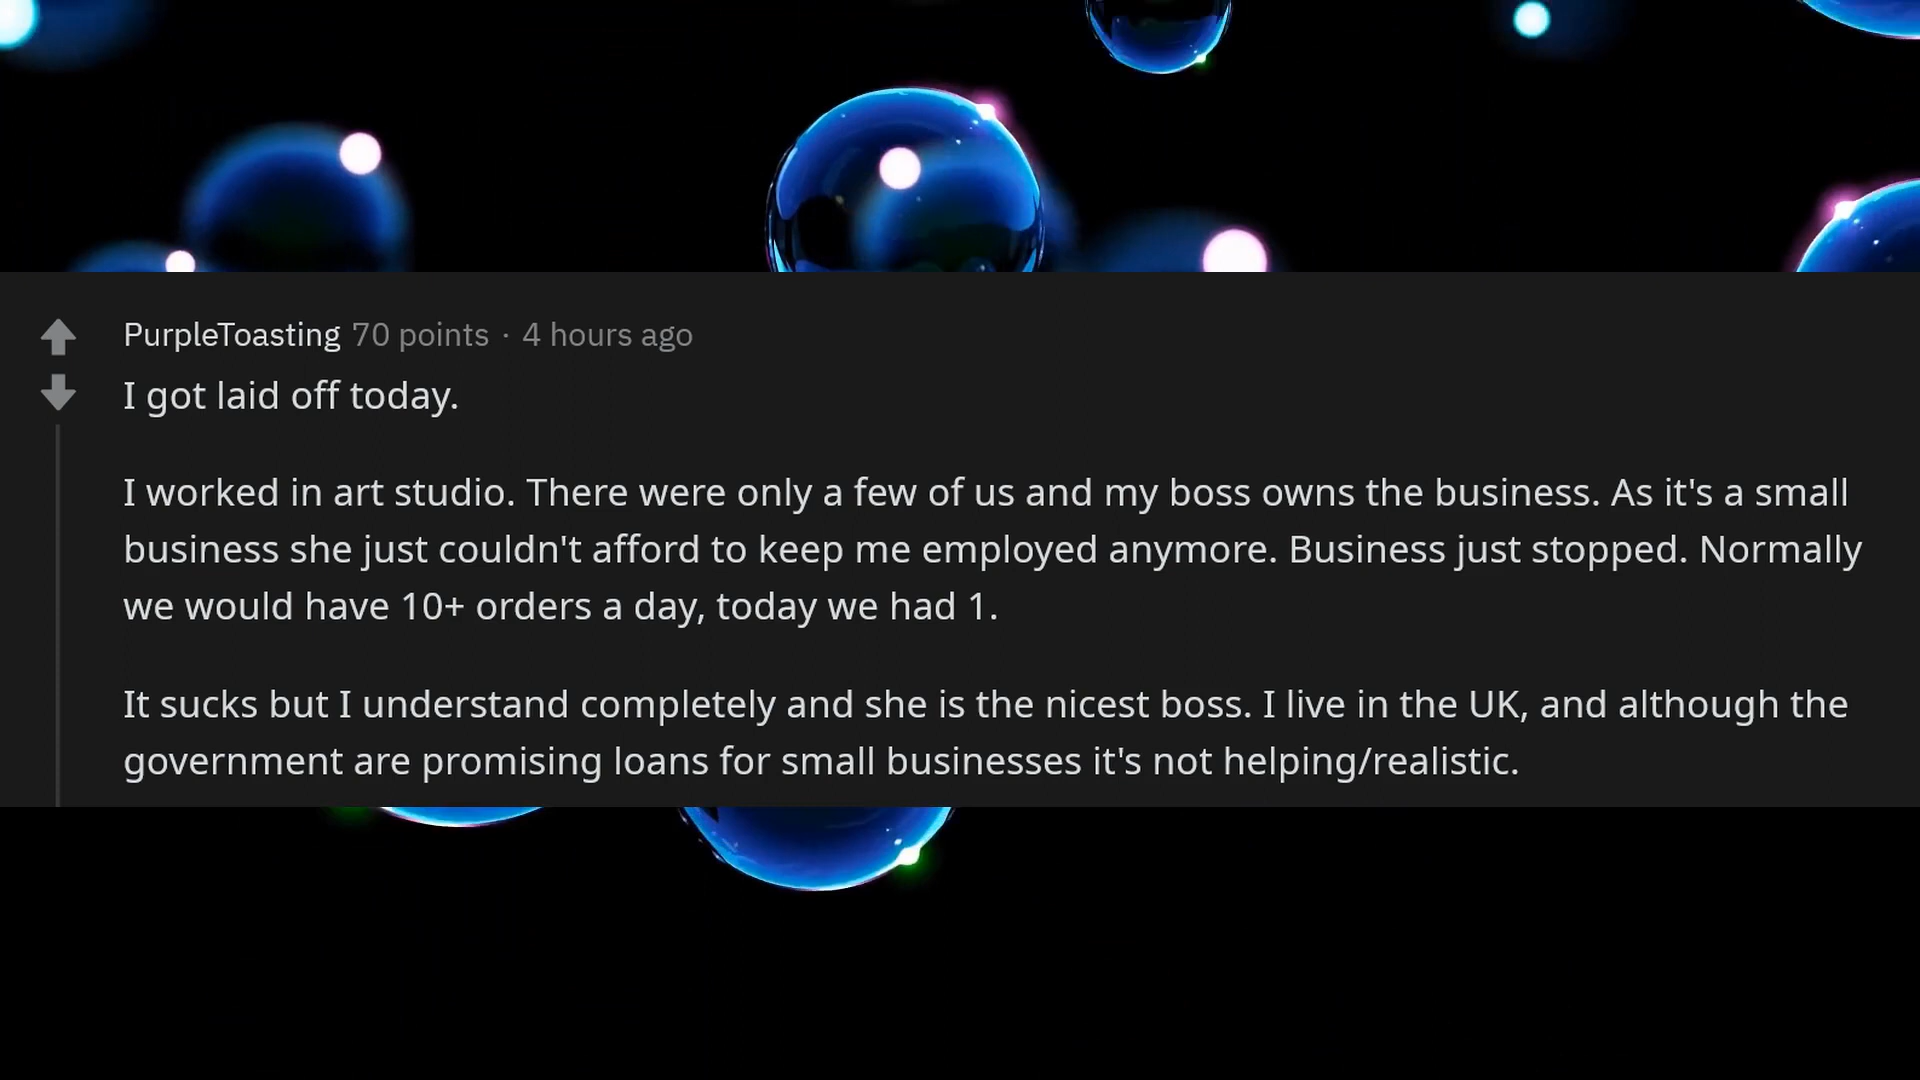 PurpleToasting 70 points · 4 hours ago
I got laid off today.
I worked in art studio. There were only a few of us and my boss owns the business. As it's a small
business she just couldn't afford to keep me employed anymore. Business just stopped. Normally
we would have 10+ orders a day, today we had 1.
It sucks but I understand completely and she is the nicest boss. I live in the UK, and although the
government are promising loans for small businesses it's not helping/realistic.